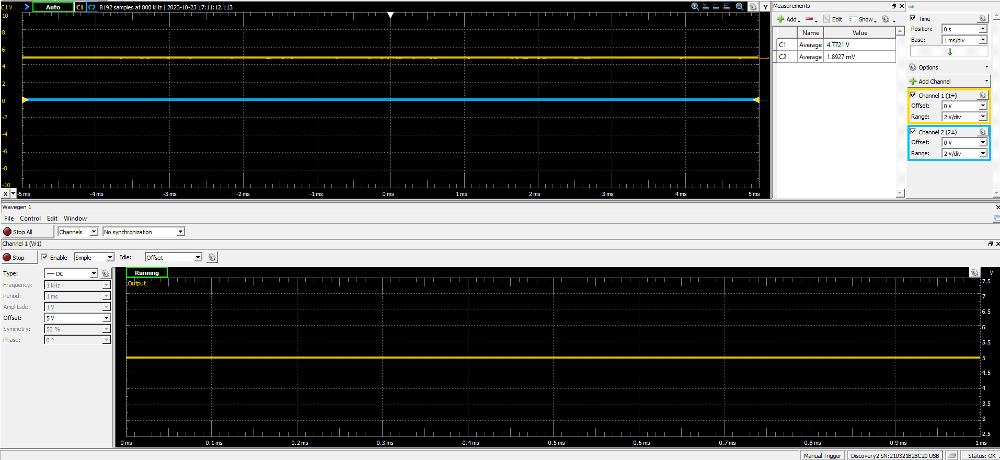 C1 V Auto C1 C2 8192 samples at 800 kHz | 2023-10-23 17:11:12.113 Y
10
8
6
4
2
0
-2
-4
-6
-8
-10
X -5 ms -4 ms -3 ms -2 ms -1 ms 0 ms 1 ms 2 ms 3 ms 4 ms 5 ms
Measurements
Add Edit Show
Name Value
C1 Average 4.7721 V
C2 Average 1.8927 mV
Time
Position: 0 s
Base: 1 ms/div
Options
Add Channel
Channel 1 (1±)
Offset: 0 V
Range: 2 V/div
Channel 2 (2±)
Offset: 0 V
Range: 2 V/div
Wavegen 1
File Control Edit Window
Stop All Channels No synchronization
Channel 1 (W1)
Stop Enable Simple Idle: Offset
Type: DC
Frequency: 1 kHz
Period: 1 ms
Amplitude: 1 V
Offset: 5 V
Symmetry: 50 %
Phase: 0 °
Running V
Output
7.5
7
6.5
6
5.5
5
4.5
4
3.5
3
2.5
0 ms 0.1 ms 0.2 ms 0.3 ms 0.4 ms 0.5 ms 0.6 ms 0.7 ms 0.8 ms 0.9 ms 1 ms
Manual Trigger Discovery2 SN:210321B28C20 USB Status: OK